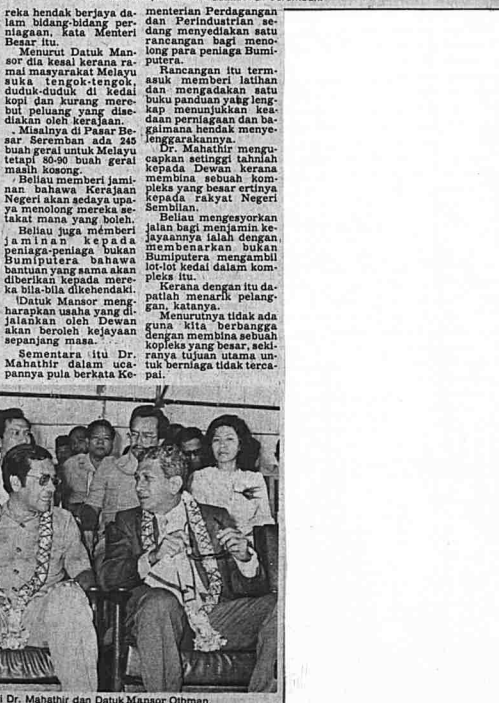 reka hendak berjaya da-
lam bidang-bidang per-
niagaan, kata Menteri
Besar itu.
Menurut Datuk Man-
sor dia kesal kerana ra-
mai masyarakat Melayu
suka tengok-tengok,
duduk-duduk di kedai
kopi dan kurang mere-
but peluang yang dise-
diakan oleh kerajaan.
Misalnya di Pasar Be-
sar Seremban ada 245
buah gerai untuk Melayu
tetapi 80-90 buah gerai
masih kosong.
Beliau memberi jami-
nan bahawa Kerajaan
Negeri akan sedaya upa-
ya menolong mereka se-
takat mana yang boleh.
Beliau juga memberi
jaminan kepada
peniaga-peniaga bukan
Bumiputera bahawa
bantuan yang sama akan
diberikan kepada mere-
ka bila-bila dikehendaki.
Datuk Mansor meng-
harapkan usaha yang di-
jalankan oleh Dewan
akan beroleh kejayaan
sepanjang masa.
Sementara itu Dr.
Mahathir dalam uca-
pannya pula berkata Ke-
menterian Perdagangan
dan Perindustrian se-
dang menyediakan satu
rancangan bagi meno-
long para peniaga Bumi-
putera.
Rancangan itu term-
asuk memberi latihan
dan mengadakan satu
buku panduan yang leng-
kap menunjukkan kea-
daan perniagaan dan ba-
gaimana hendak menye-
lenggarakannya.
Dr. Mahathir mengu-
capkan setinggi tahniah
kepada Dewan kerana
membina sebuah kom-
pleks yang besar ertinya
kepada rakyat Negeri
Sembilan.
Beliau mengesyorkan
jalan bagi menjamin ke-
jayaannya ialah dengan
membenarkan bukan
Bumiputera mengambil
lot-lot kedai dalam kom-
pleks itu.
Kerana dengan itu da-
patlah menarik pelang-
gan, katanya.
Menurutnya tidak ada
guna kita berbangga
dengan membina sebuah
kopleks yang besar, seki-
ranya tujuan utama un-
tuk berniaga tidak terca-
pai.
i Dr. Mahathir dan Datuk Mansor Othman